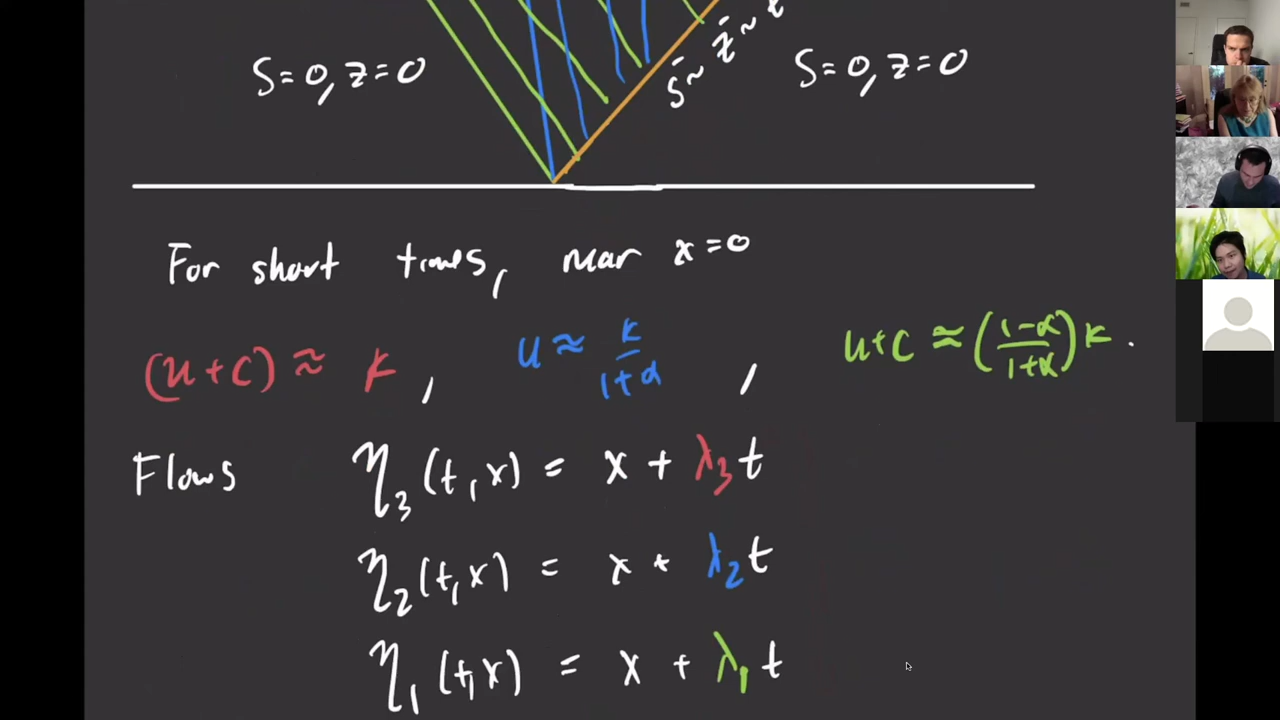 S=0, z=0
S̄ ~ z̄ ~ t
S=0, z=0
For short times, near x=0
(u+c) ≈ κ, u ≈ κ/(1+α), u+c ≈ ((1-α)/(1+α))κ.
Flows η₃(t,x) = x + λ₃t
η₂(t,x) = x + λ₂t
η₁(t,x) = x + λ₁t